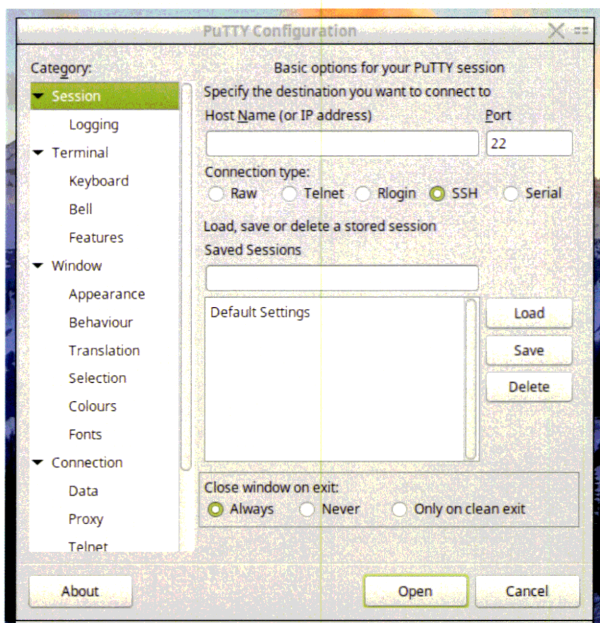 PuTTY Configuration
Category:
Session
Logging
Terminal
Keyboard
Bell
Features
Window
Appearance
Behaviour
Translation
Selection
Colours
Fonts
Connection
Data
Proxy
Telnet
Basic options for your PuTTY session
Specify the destination you want to connect to
Host Name (or IP address) Port
22
Connection type:
Raw Telnet Rlogin SSH Serial
Load, save or delete a stored session
Saved Sessions
Default Settings
Load
Save
Delete
Close window on exit:
Always Never Only on clean exit
About Open Cancel